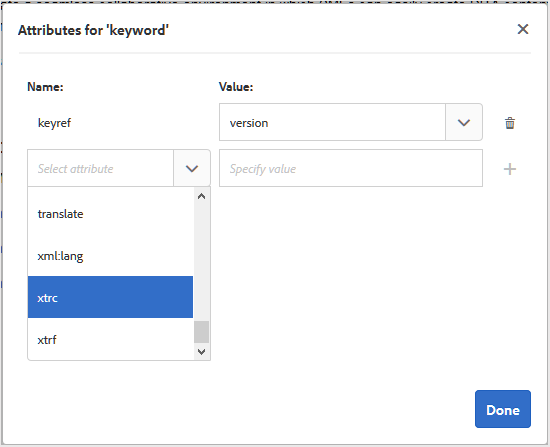 Attributes for 'keyword'
Name: Value:
keyref version
Select attribute Specify value
translate
xml:lang
xtrc
xtrf
Done